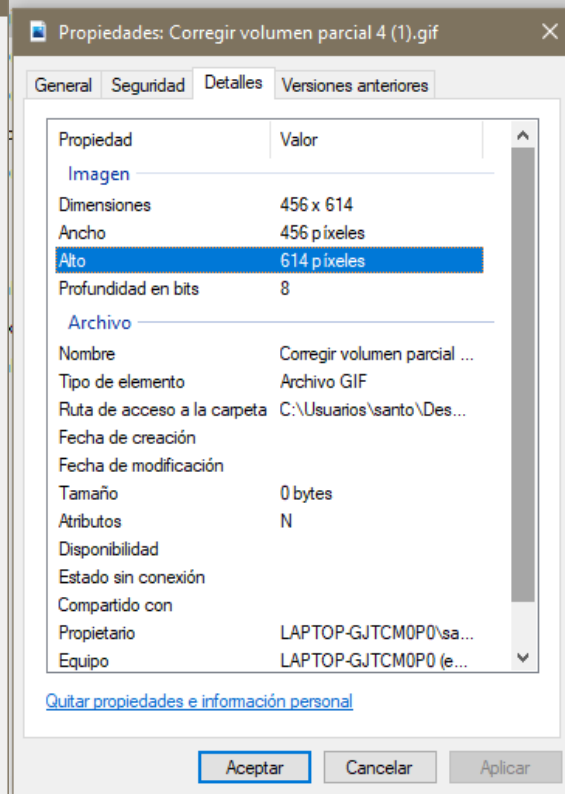 Propiedades: Corregir volumen parcial 4 (1).gif
General Seguridad Detalles Versiones anteriores
Propiedad Valor
Imagen
Dimensiones 456 x 614
Ancho 456 píxeles
Alto 614 píxeles
Profundidad en bits 8
Archivo
Nombre Corregir volumen parcial ...
Tipo de elemento Archivo GIF
Ruta de acceso a la carpeta C:\Usuarios\santo\Des...
Fecha de creación
Fecha de modificación
Tamaño 0 bytes
Atributos N
Disponibilidad
Estado sin conexión
Compartido con
Propietario LAPTOP-GJTCM0P0\sa...
Equipo LAPTOP-GJTCM0P0 (e...
Quitar propiedades e información personal
Aceptar Cancelar Aplicar